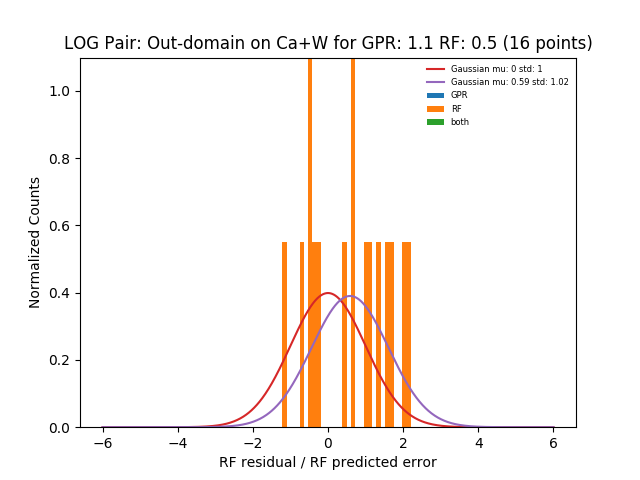 LOG Pair: Out-domain on Ca+W for GPR: 1.1 RF: 0.5 (16 points)
Gaussian mu: 0 std: 1
Gaussian mu: 0.59 std: 1.02
GPR
RF
both
Normalized Counts
1.0
0.8
0.6
0.4
0.2
0.0
−6
−4
−2
0
2
4
6
RF residual / RF predicted error